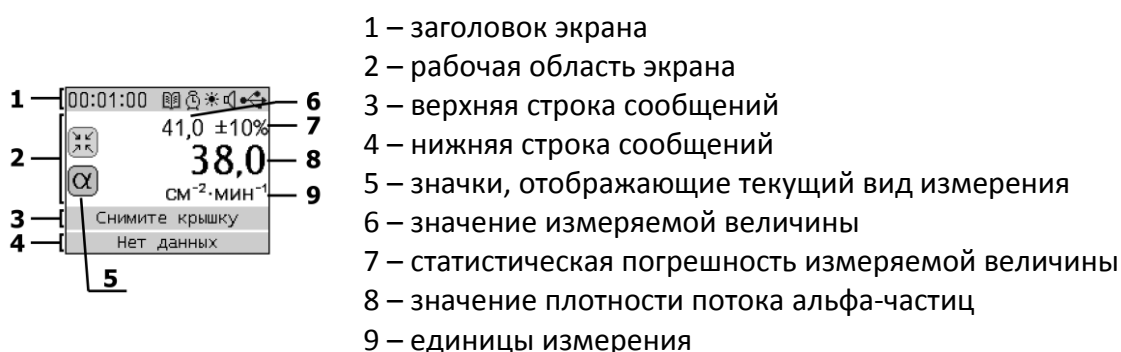 1 – заголовок экрана
2 – рабочая область экрана
3 – верхняя строка сообщений
4 – нижняя строка сообщений
5 – значки, отображающие текущий вид измерения
6 – значение измеряемой величины
7 – статистическая погрешность измеряемой величины
8 – значение плотности потока альфа-частиц
9 – единицы измерения
1 00:01:00 6
41,0 ±10% 7
2 38,0 8
α см⁻²·мин⁻¹ 9
3 Снимите крышку
4 Нет данных
5